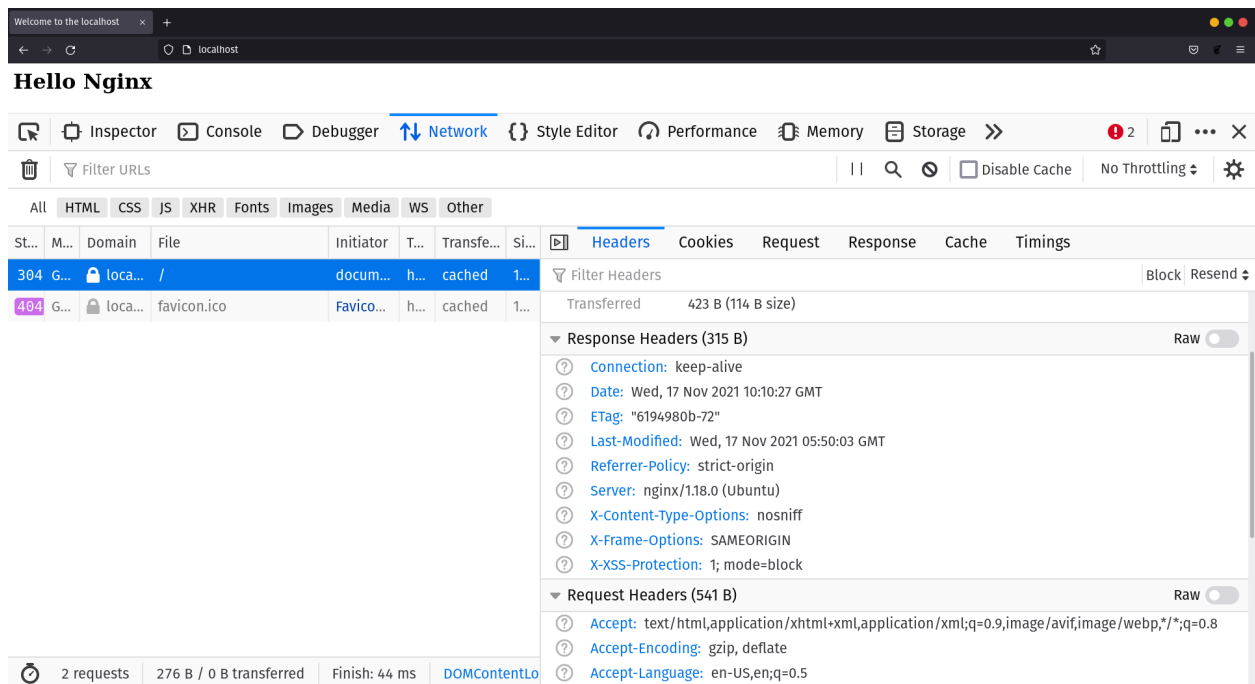 Welcome to the localhost × +
localhost
Hello Nginx
Inspector Console Debugger Network Style Editor Performance Memory Storage 2
Filter URLs Disable Cache No Throttling
All HTML CSS JS XHR Fonts Images Media WS Other
St... M... Domain File Initiator T... Transfe... Si... Headers Cookies Request Response Cache Timings
304 G... loca... / docum... h... cached 1... Filter Headers Block Resend
404 G... loca... favicon.ico Favico... h... cached 1... Transferred 423 B (114 B size)
Response Headers (315 B) Raw
Connection: keep-alive
Date: Wed, 17 Nov 2021 10:10:27 GMT
ETag: "6194980b-72"
Last-Modified: Wed, 17 Nov 2021 05:50:03 GMT
Referrer-Policy: strict-origin
Server: nginx/1.18.0 (Ubuntu)
X-Content-Type-Options: nosniff
X-Frame-Options: SAMEORIGIN
X-XSS-Protection: 1; mode=block
Request Headers (541 B) Raw
Accept: text/html,application/xhtml+xml,application/xml;q=0.9,image/avif,image/webp,*/*;q=0.8
Accept-Encoding: gzip, deflate
2 requests 276 B / 0 B transferred Finish: 44 ms DOMContentLo Accept-Language: en-US,en;q=0.5